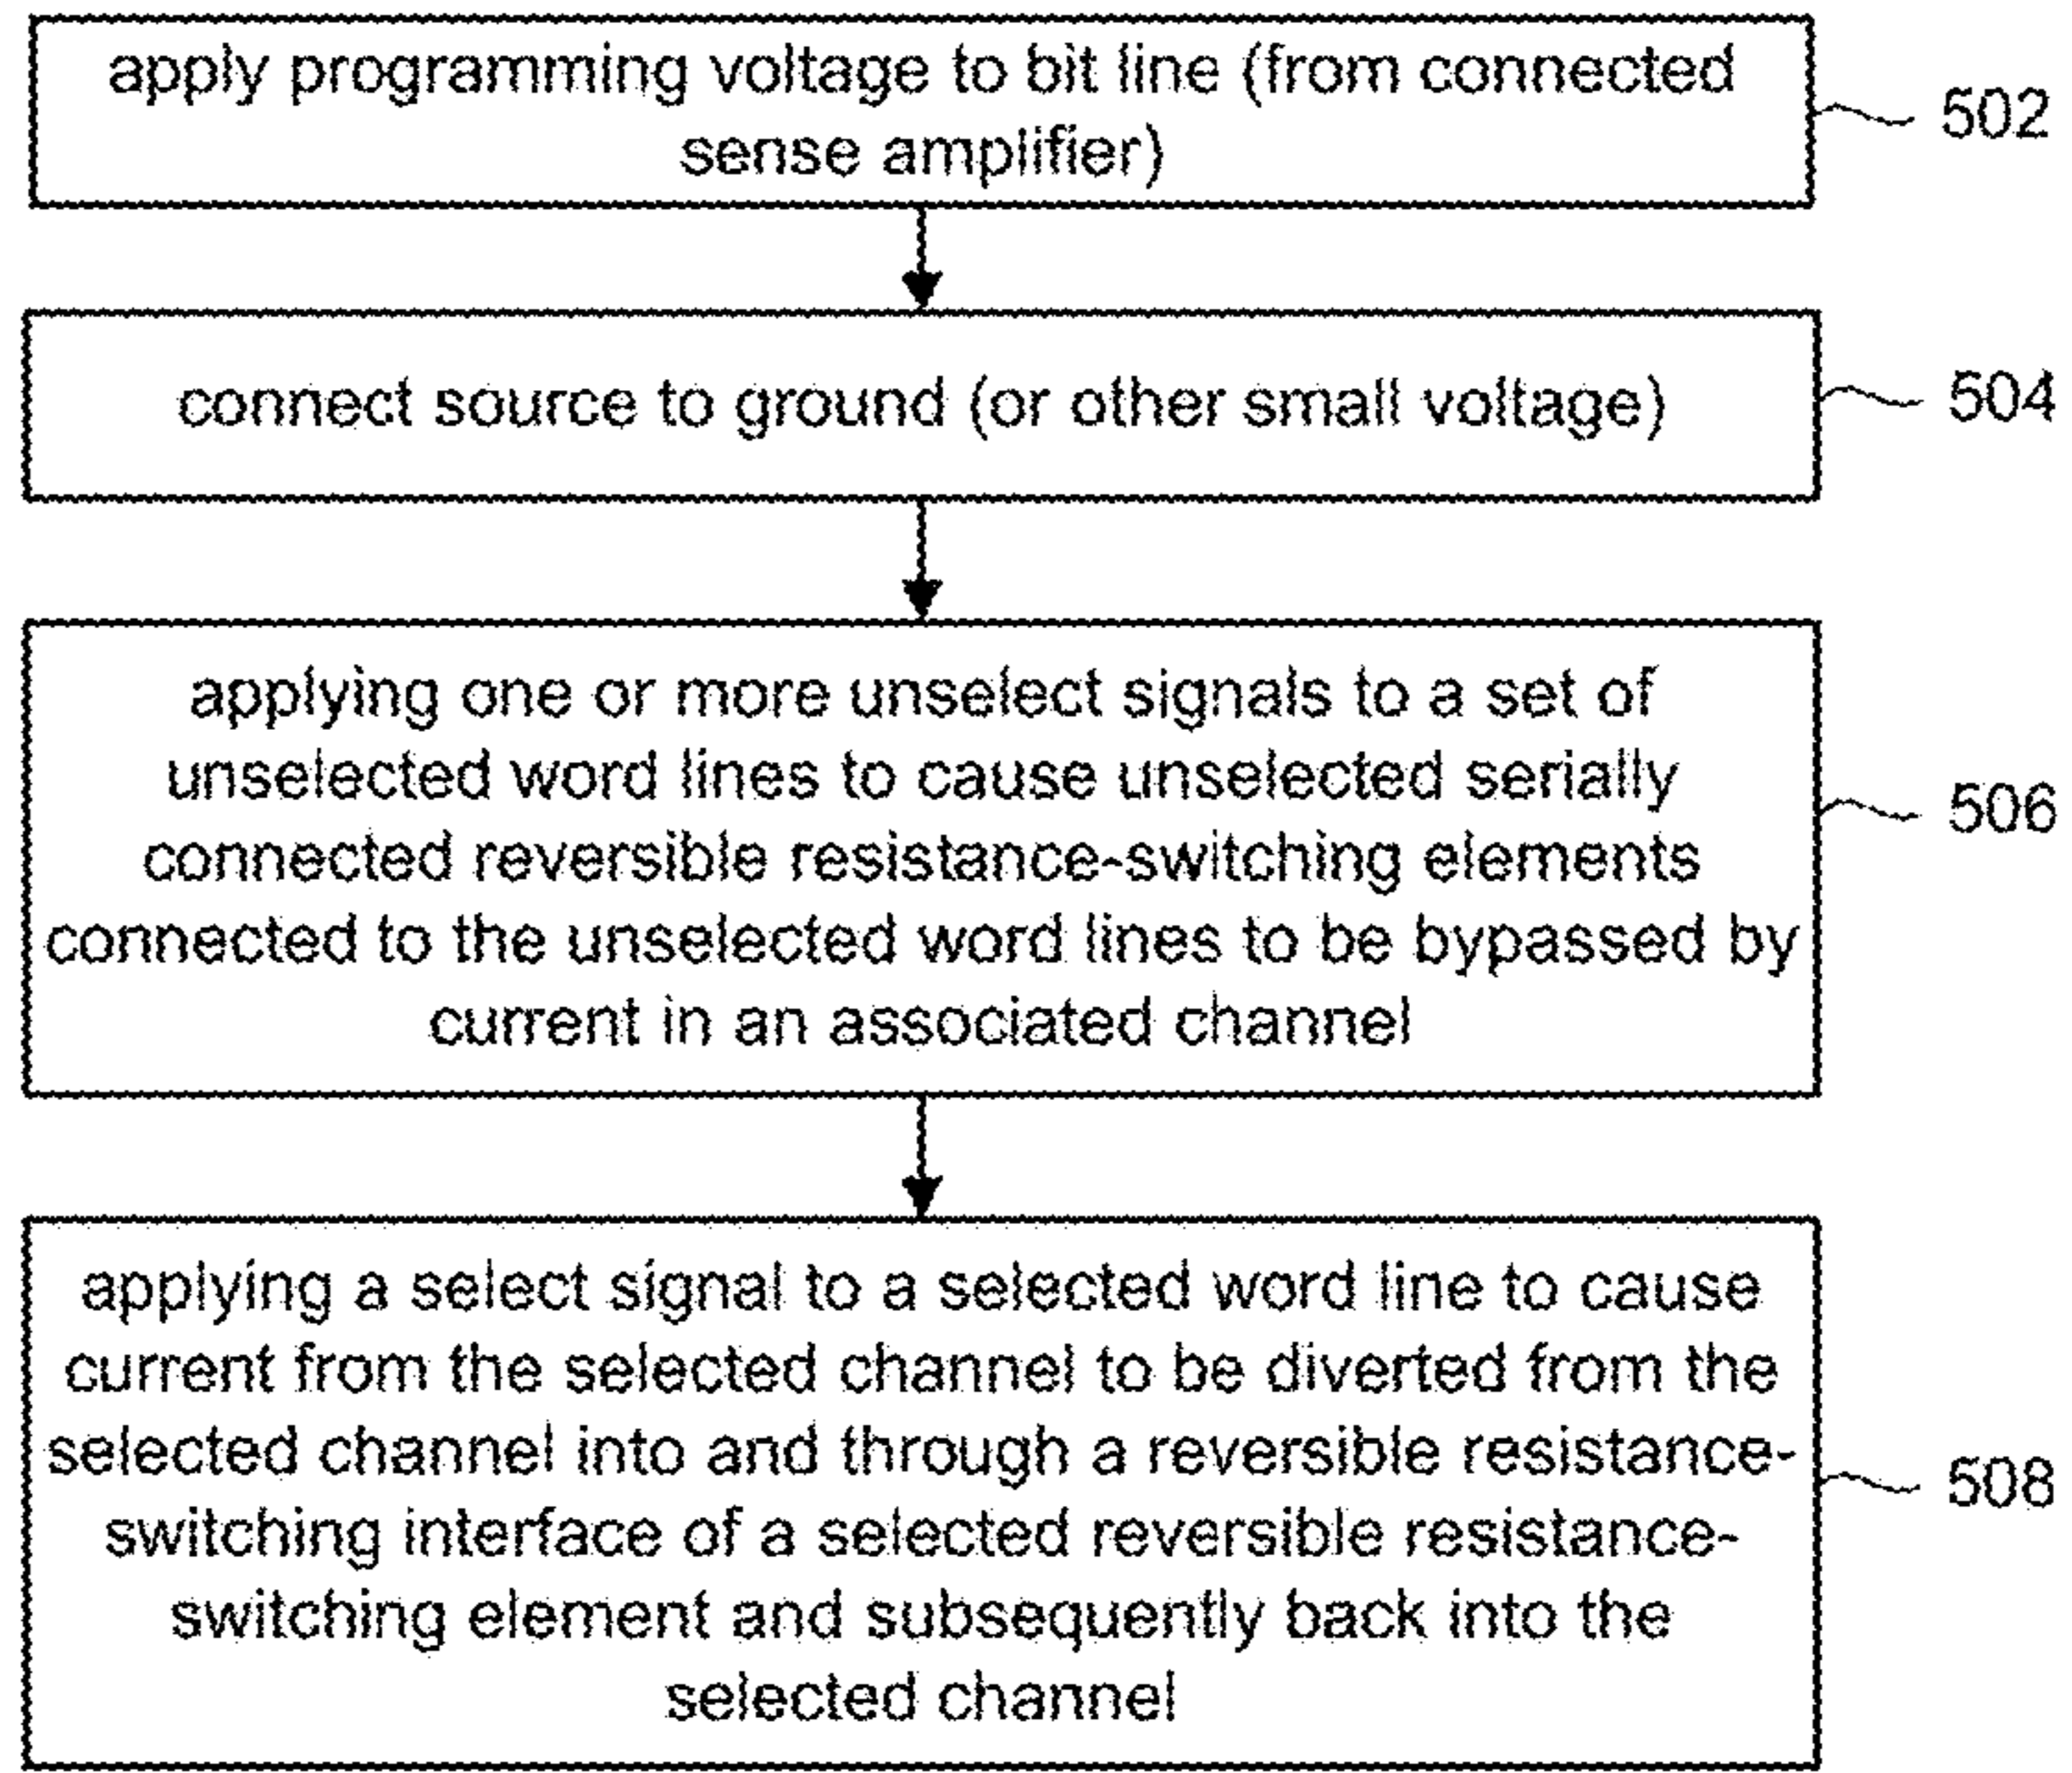 apply programming voltage to bit line (from connected
sense amplifier)
502
connect source to ground (or other small voltage)
504
applying one or more unselect signals to a set of
unselected word lines to cause unselected serially
connected reversible resistance-switching elements
connected to the unselected word lines to be bypassed by
current in an associated channel
506
applying a select signal to a selected word line to cause
current from the selected channel to be diverted from the
selected channel into and through a reversible resistance-
switching interface of a selected reversible resistance-
switching element and subsequently back into the
selected channel
508